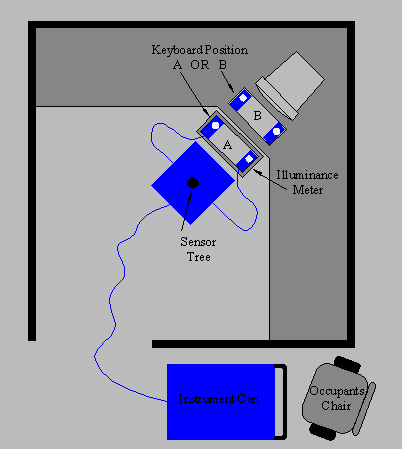 Keyboard Position
A OR B
B
A
Illuminance
Meter
Sensor
Tree
Instrument Cart
Occupants
Chair